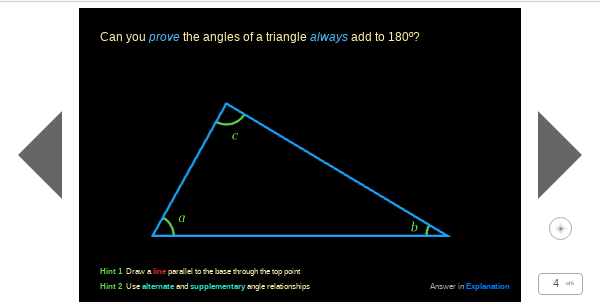 Can you prove the angles of a triangle always add to 180º?
c
a
b
Hint 1 Draw a line parallel to the base through the top point
Hint 2 Use alternate and supplementary angle relationships
Answer in Explanation
4 of 6